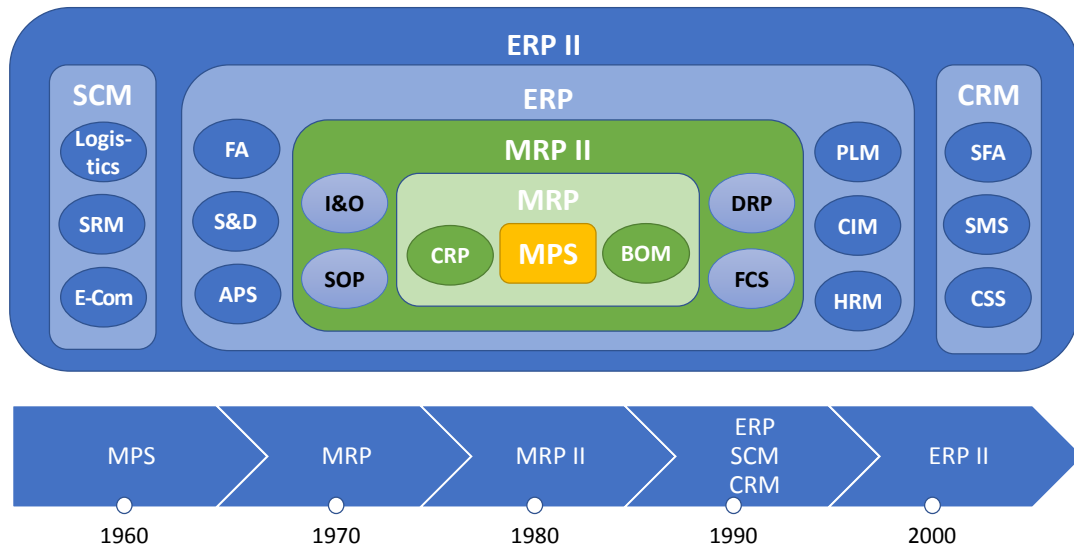 ERP II
SCM
Logis-
tics
SRM
E-Com
ERP
FA
S&D
APS
MRP II
I&O
SOP
MRP
CRP
MPS
BOM
DRP
FCS
PLM
CIM
HRM
CRM
SFA
SMS
CSS
MPS
MRP
MRP II
ERP
SCM
CRM
ERP II
1960
1970
1980
1990
2000